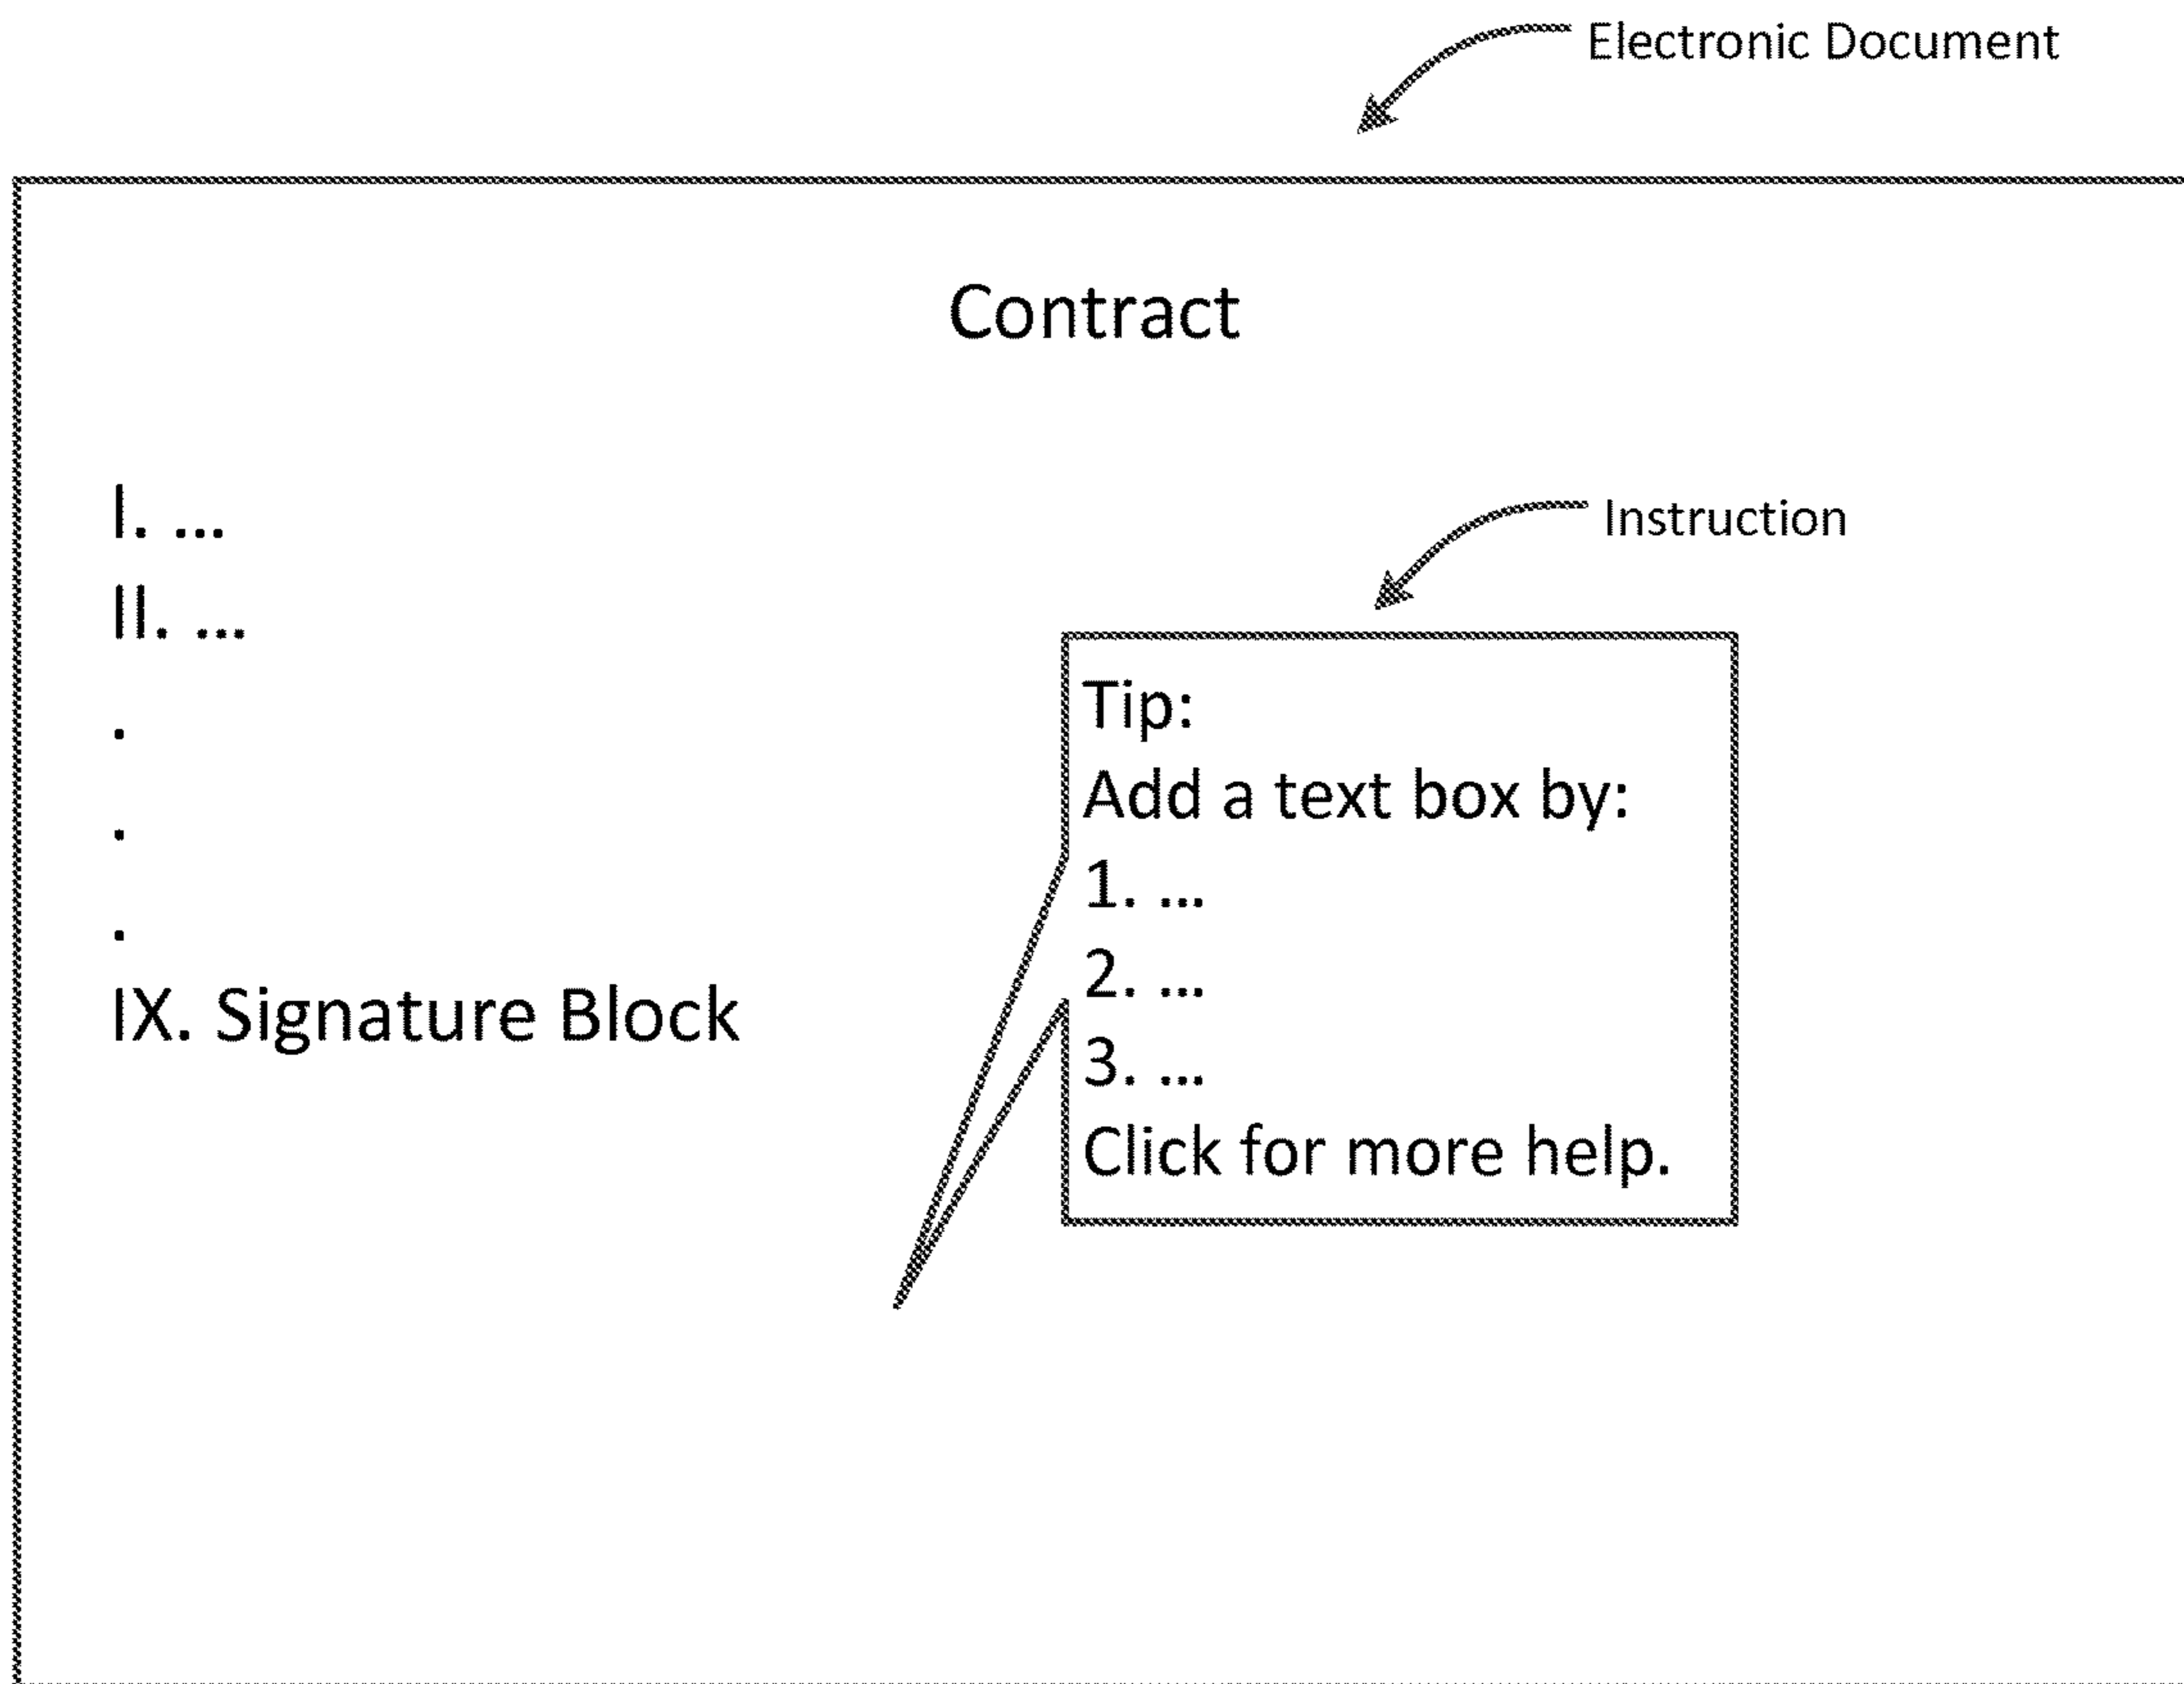 Electronic Document
Contract
I. ...
II. ...
.
.
.
IX. Signature Block
Instruction
Tip:
Add a text box by:
1. ...
2. ...
3. ...
Click for more help.